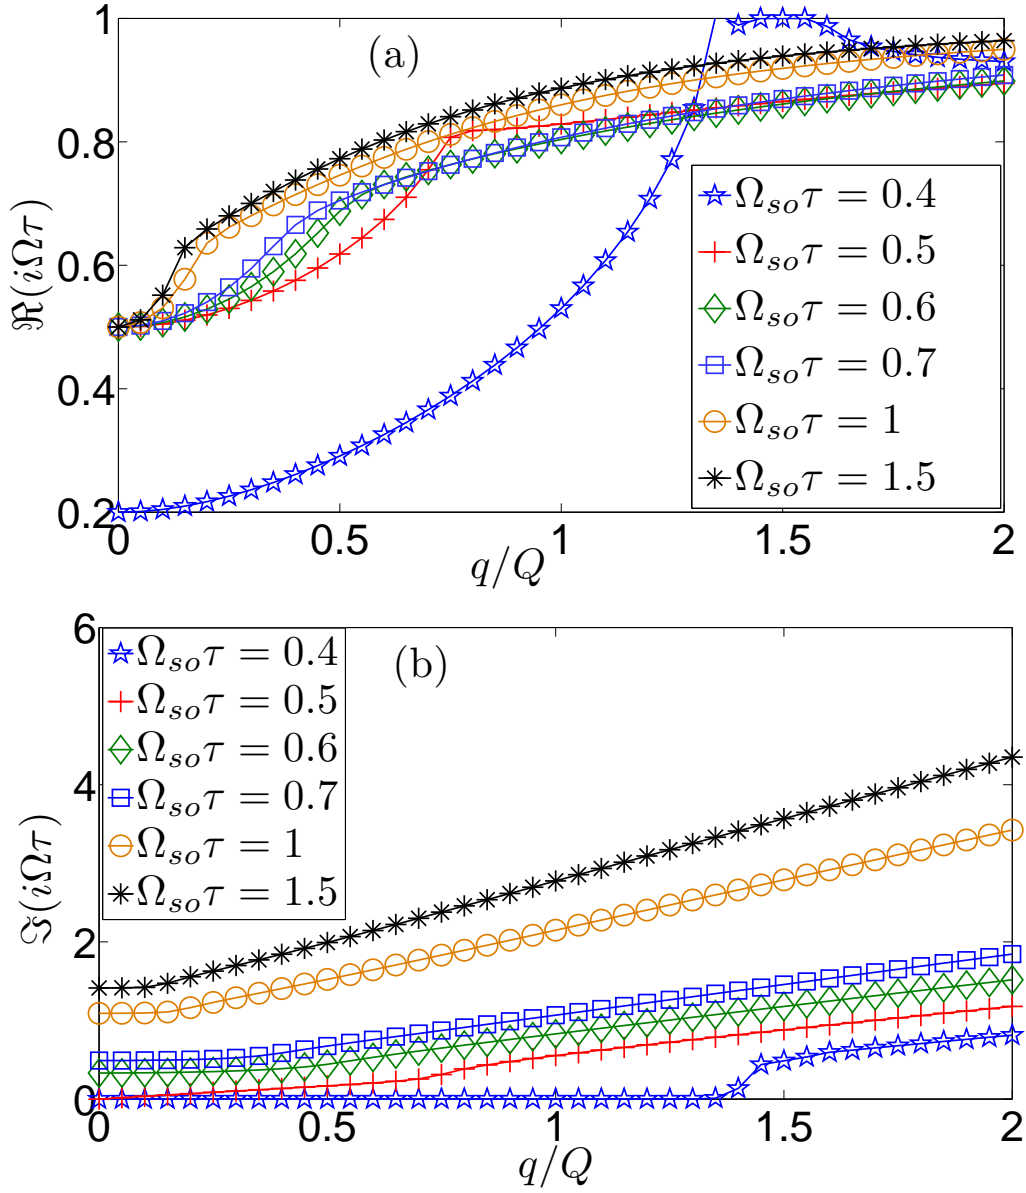 (a)
1
0.8
0.6
0.4
0.2
ℜ(iΩτ)
Ω_{so}τ = 0.4
Ω_{so}τ = 0.5
Ω_{so}τ = 0.6
Ω_{so}τ = 0.7
Ω_{so}τ = 1
Ω_{so}τ = 1.5
0 0.5 1 1.5 2
q/Q
(b)
6
4
2
0
ℑ(iΩτ)
Ω_{so}τ = 0.4
Ω_{so}τ = 0.5
Ω_{so}τ = 0.6
Ω_{so}τ = 0.7
Ω_{so}τ = 1
Ω_{so}τ = 1.5
0 0.5 1 1.5 2
q/Q